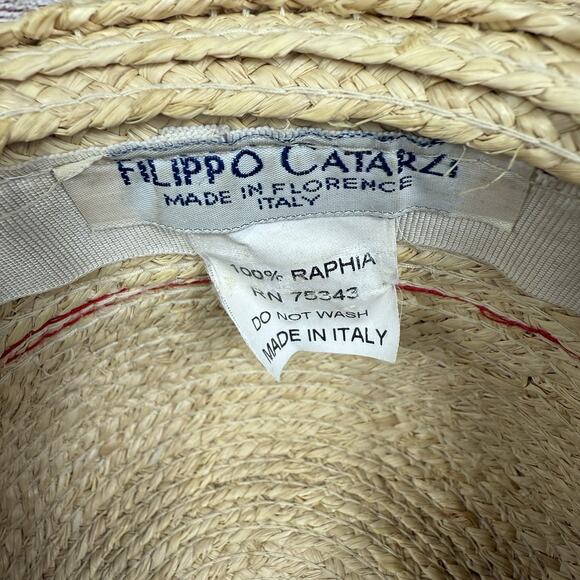 FILIPPO CATARZI
MADE IN FLORENCE
ITALY
100% RAPHIA
RN 75343
DO NOT WASH
MADE IN ITALY